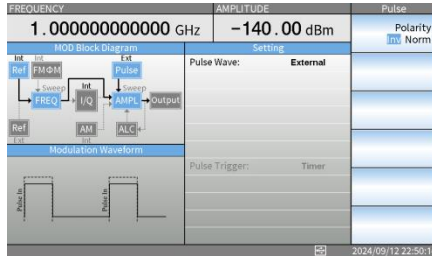 FREQUENCY
AMPLITUDE
Pulse
1.000000000000 GHz
-140.00 dBm
Polarity
Inv Norm
MOD Block Diagram
Setting
Int
Int
Ext
Ref
FMΦM
Pulse
Pulse Wave:
External
Sweep
Int
Sweep
FREQ
I/Q
AMPL
Output
Ref
AM
ALC
Ext
Int
Modulation Waveform
Pulse Trigger:
Timer
Pulse In
Pulse In
2024/09/12 22:50:1